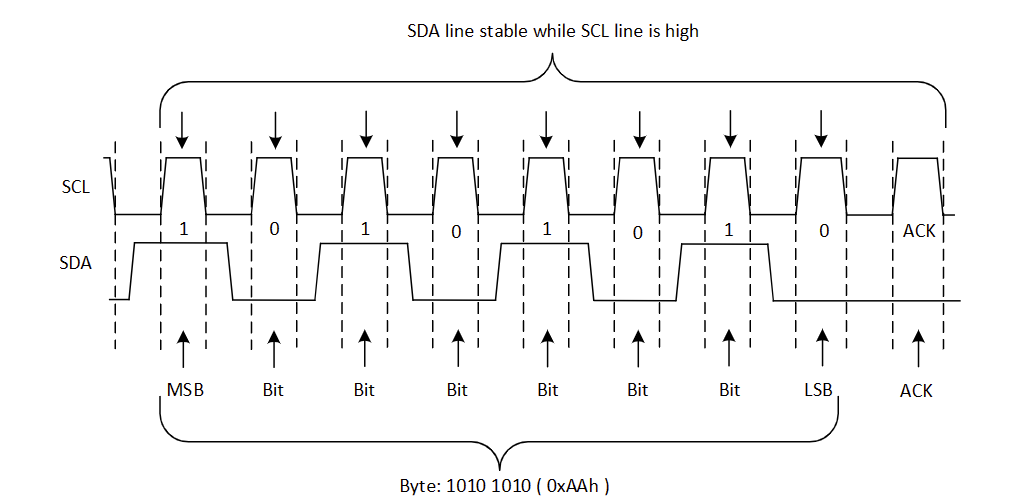 SDA line stable while SCL line is high
SCL
1 0 1 0 1 0 1 0 ACK
SDA
MSB Bit Bit Bit Bit Bit Bit LSB ACK
Byte: 1010 1010 ( 0xAAh )